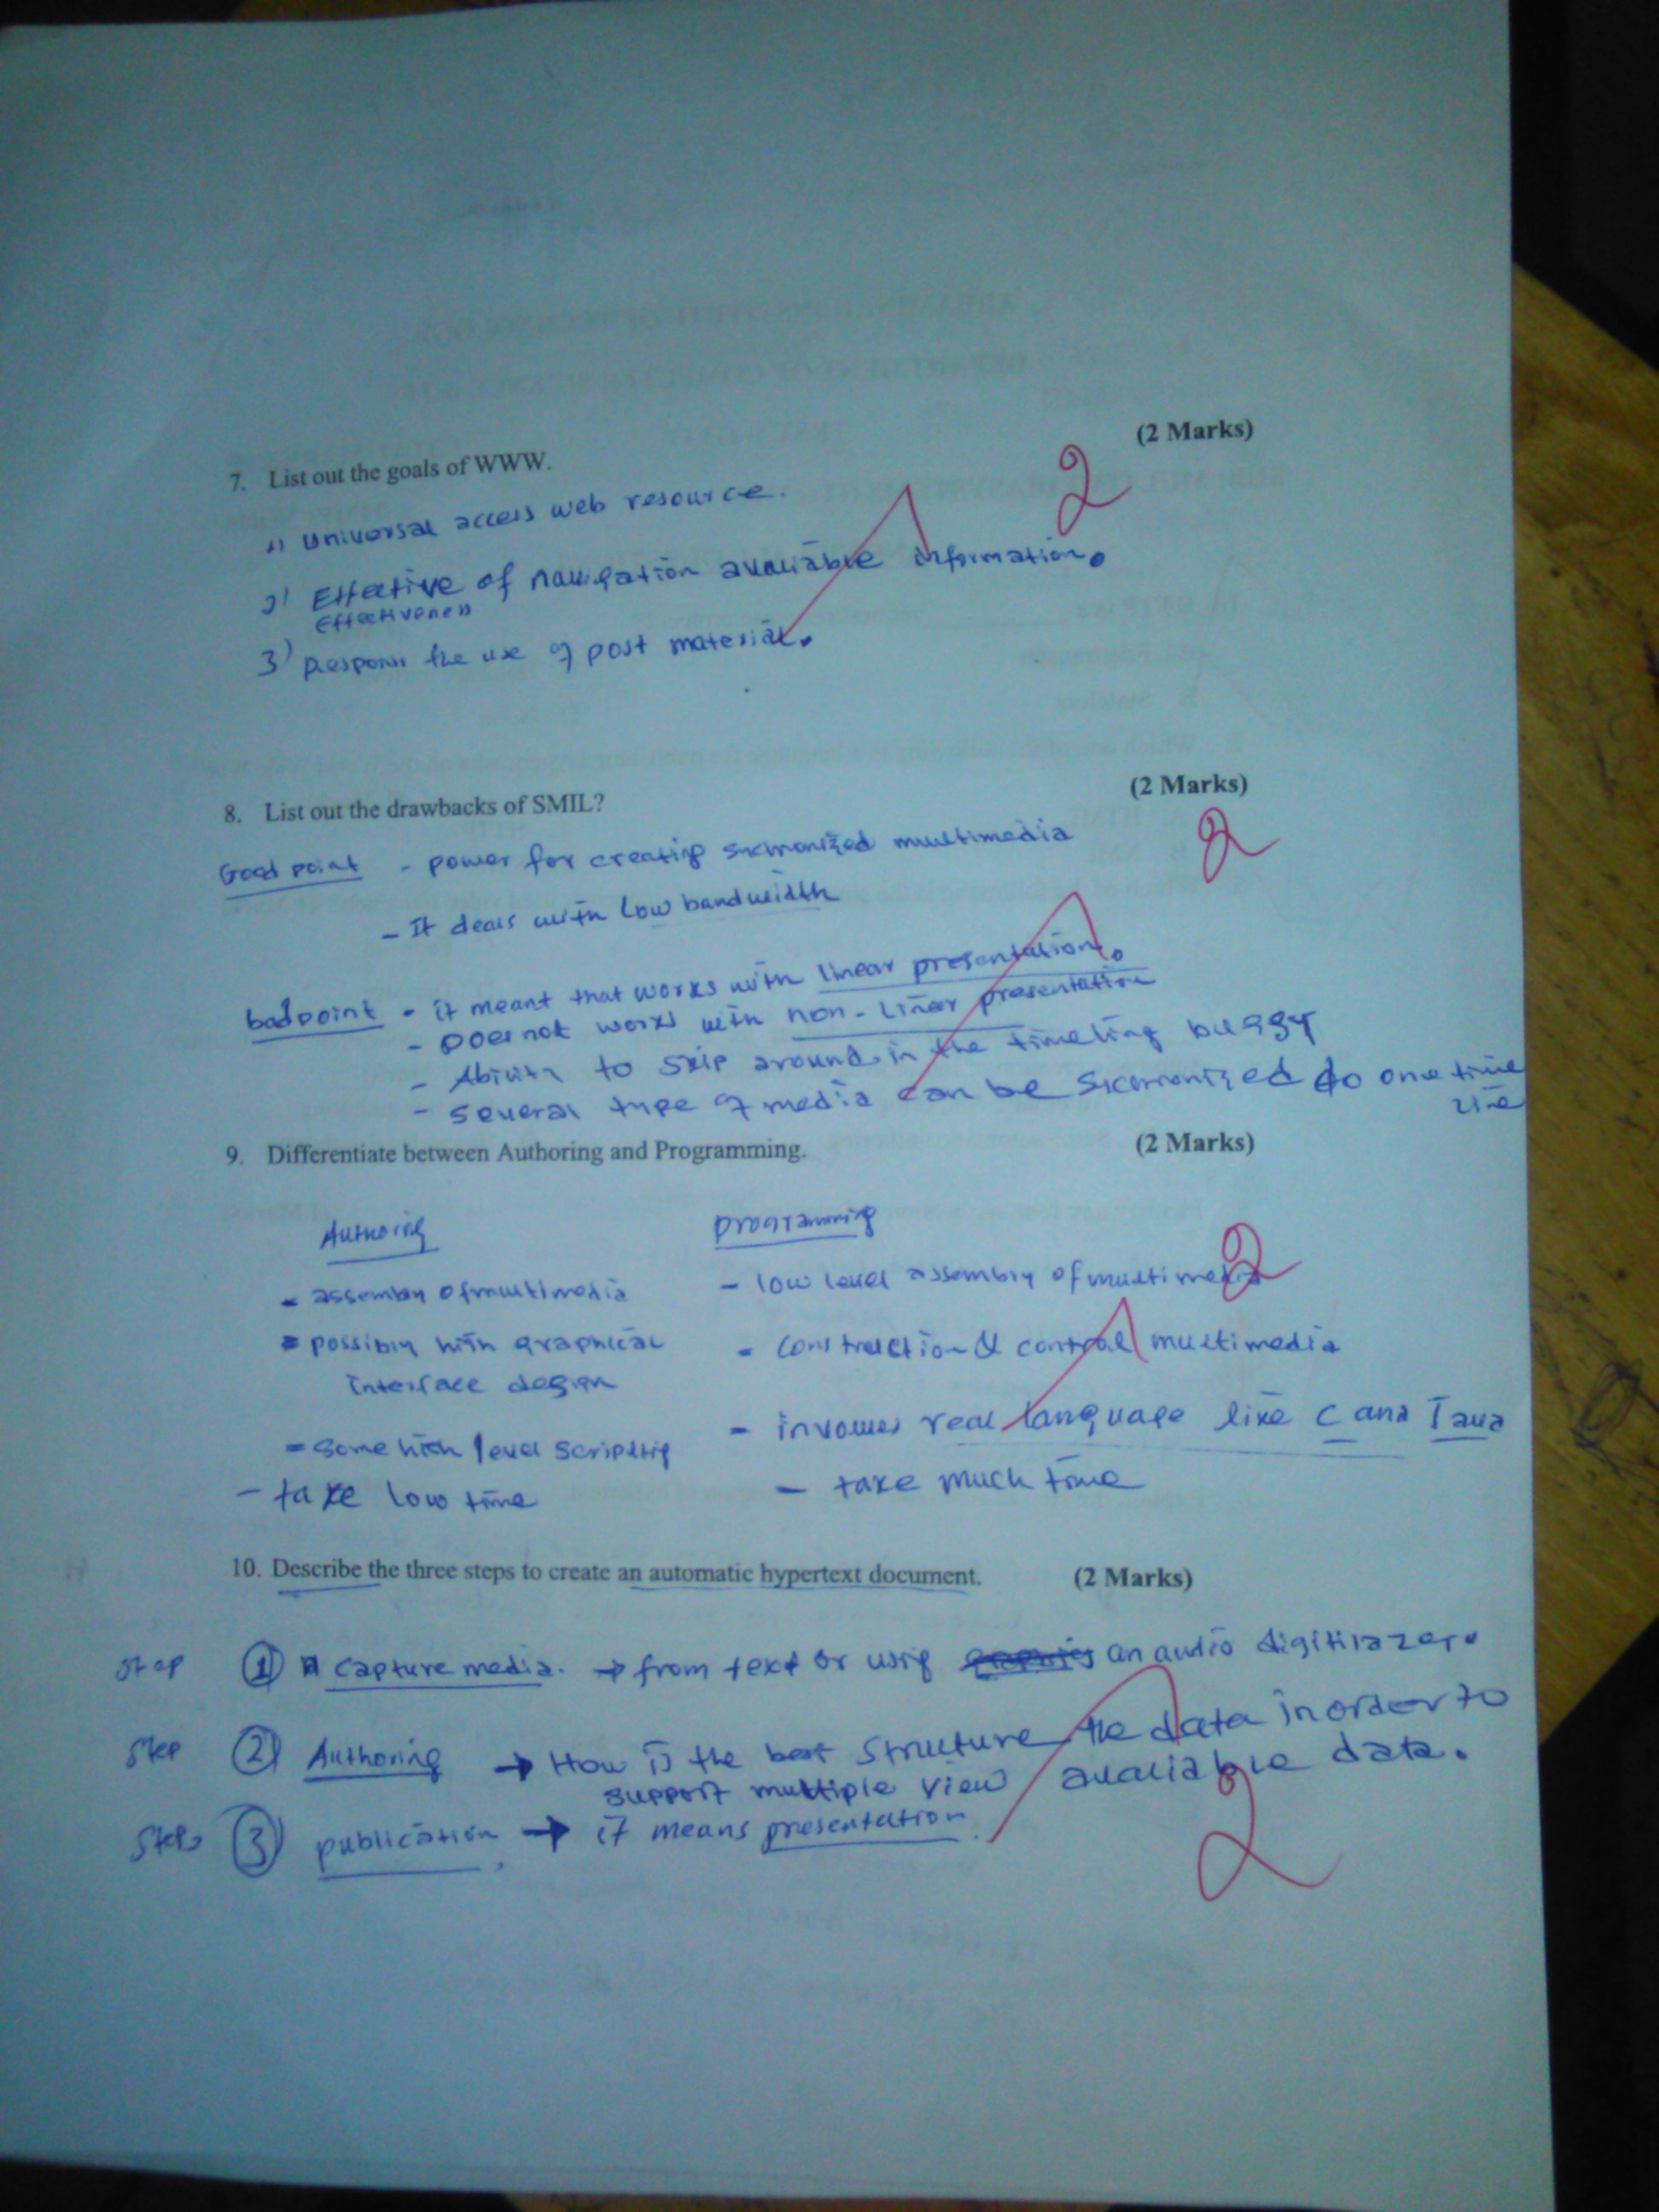 7. List out the goals of WWW.
(2 Marks)
2
1) Universal access web resource.
2) Effective of navigation avaliable information.
Effectiveness
3) Respons the use of post material.
8. List out the drawbacks of SMIL?
(2 Marks)
2
Good point - power for creating multimedia
- It deals with Low bandwidth
bad point - it meant that works with linear presentation.
- Does not works with non-linear presentation
- Ability to skip around in the timeling buggy
- several type of media can be do one time
line
9. Differentiate between Authoring and Programming.
(2 Marks)
Authoring
programming
2
- assembly of multimedia
- low level assembly of multimedia
- possibly with graphical
- construction & control multimedia
interface design
- involves real language like C and Java
- some high level scripting
- take low time
- take much time
10. Describe the three steps to create an automatic hypertext document.
(2 Marks)
Step 1 capture media. → from text or using an audio digitilazer.
Step 2 Authoring → How is the best structure the data in order to
support multiple view avaliable data.
Step 3 publication → it means presentation.
2